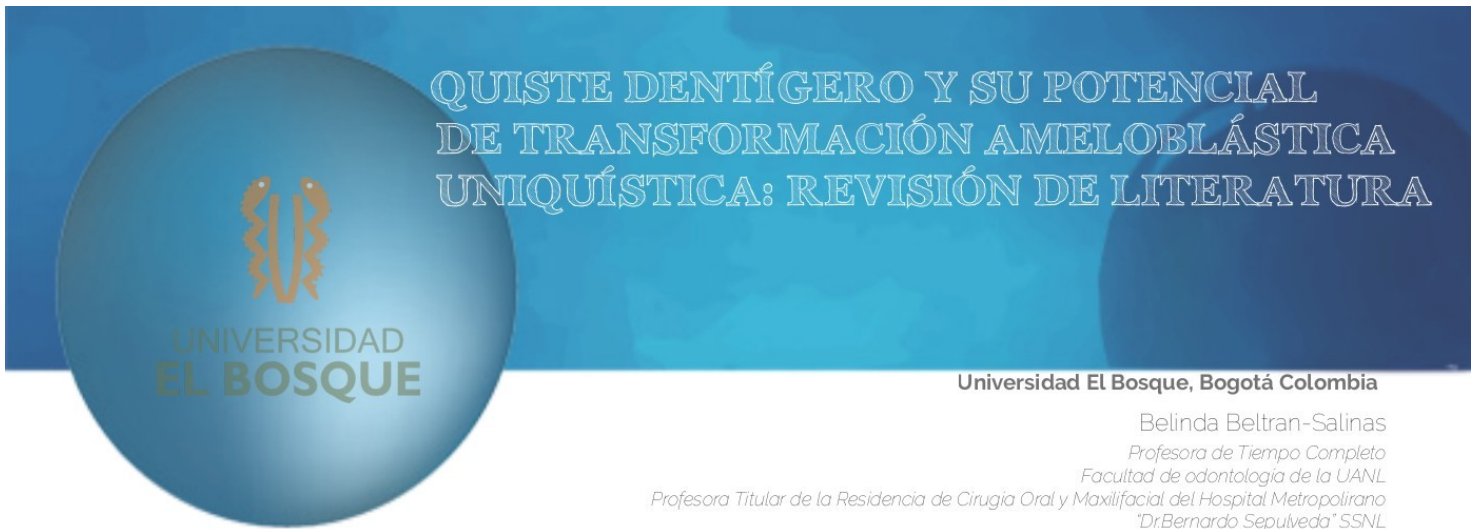 QUISTE DENTÍGERO Y SU POTENCIAL
DE TRANSFORMACIÓN AMELOBLÁSTICA
UNIQUÍSTICA: REVISIÓN DE LITERATURA
UNIVERSIDAD
EL BOSQUE
Universidad El Bosque, Bogotá Colombia
Belinda Beltran-Salinas
Profesora de Tiempo Completo
Facultad de odontología de la UANL
Profesora Titular de la Residencia de Cirugia Oral y Maxilifacial del Hospital Metropolirano
"Dr.Bernardo Sepulveda" SSNL